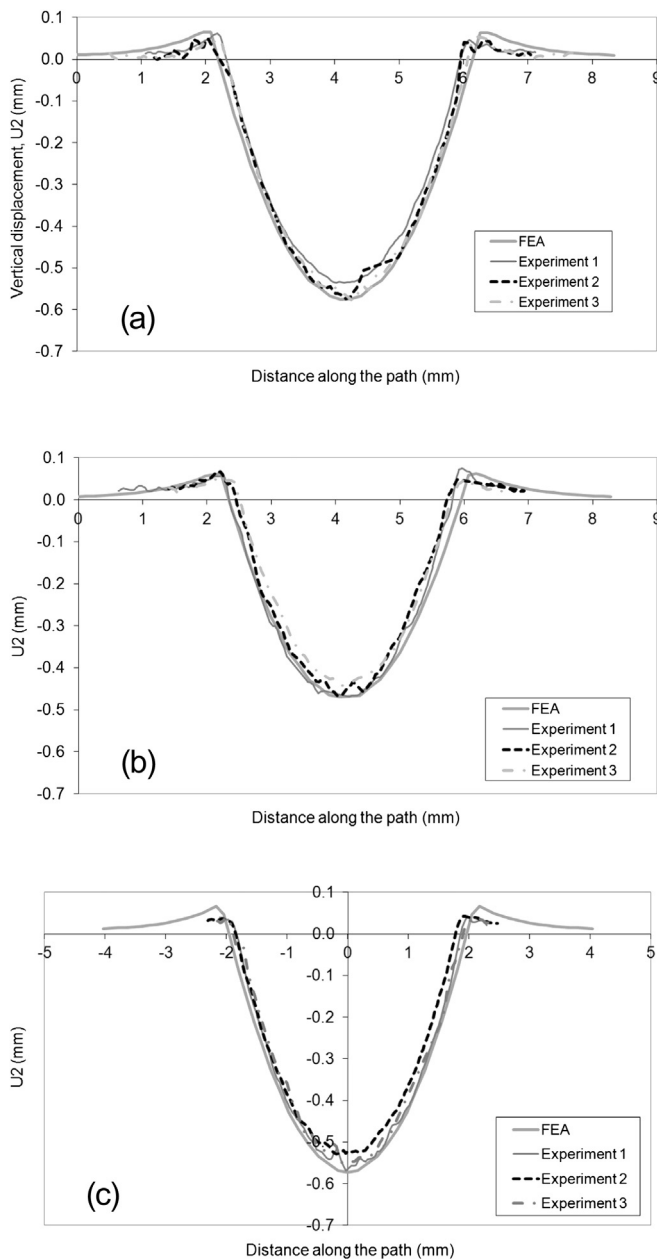 0.1
0.0
0 1 2 3 4 5 6 7 8 9
-0.1
-0.2
-0.3
-0.4
-0.5
-0.6
-0.7
Vertical displacement, U2 (mm)
FEA
Experiment 1
Experiment 2
Experiment 3
(a)
Distance along the path (mm)
0.1
0.0
0 1 2 3 4 5 6 7 8 9
-0.1
-0.2
-0.3
-0.4
-0.5
-0.6
-0.7
U2 (mm)
FEA
Experiment 1
Experiment 2
Experiment 3
(b)
Distance along the path (mm)
0.1
0.0
-5 -4 -3 -2 -1 0 1 2 3 4 5
-0.1
-0.2
-0.3
-0.4
-0.5
-0.6
-0.7
U2 (mm)
FEA
Experiment 1
Experiment 2
Experiment 3
(c)
Distance along the path (mm)